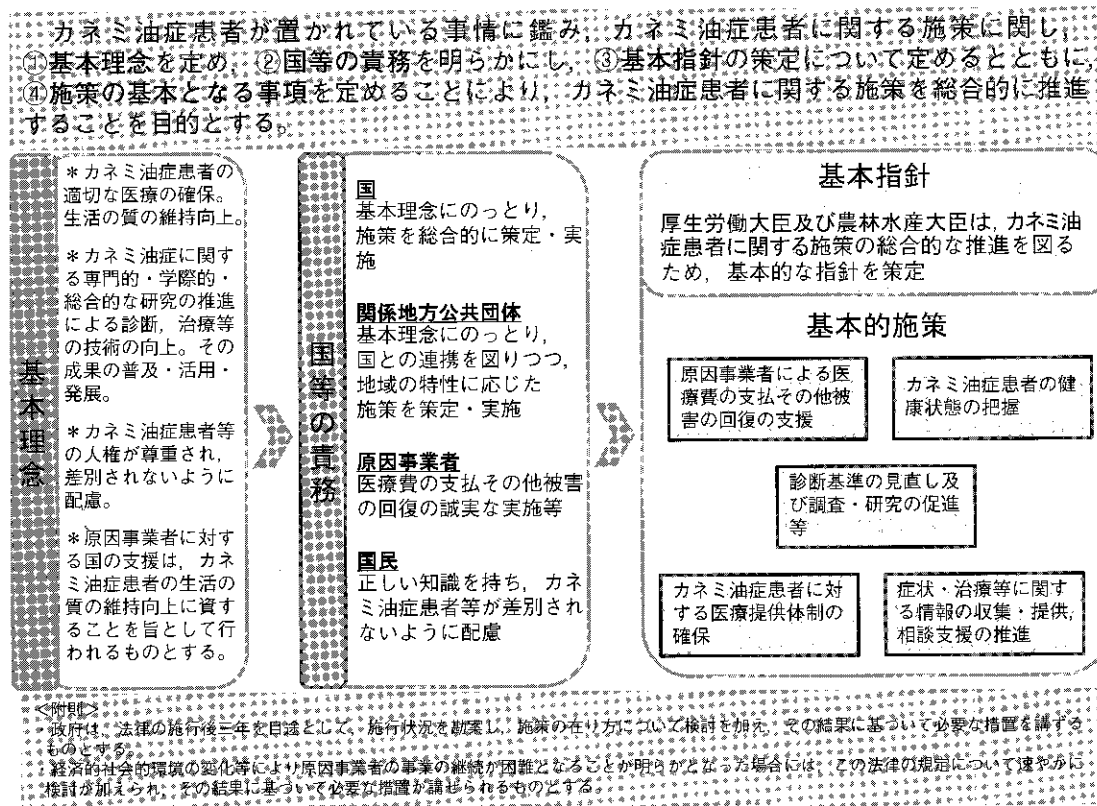 カネミ油症患者が置かれている事情に鑑み，カネミ油症患者に関する施策に関し，
①基本理念を定め，②国等の責務を明らかにし，③基本指針の策定について定めるとともに，
④施策の基本となる事項を定めることにより，カネミ油症患者に関する施策を総合的に推進
することを目的とする。
基本理念
＊カネミ油症患者の
適切な医療の確保。
生活の質の維持向上。
＊カネミ油症に関す
る専門的・学際的・
総合的な研究の推進
による診断，治療等
の技術の向上。その
成果の普及・活用・
発展。
＊カネミ油症患者等
の人権が尊重され，
差別されないように
配慮。
＊原因事業者に対す
る国の支援は，カネ
ミ油症患者の生活の
質の維持向上に資す
ることを旨として行
われるものとする。
国等の責務
国
基本理念にのっとり，
施策を総合的に策定・実
施
関係地方公共団体
基本理念にのっとり，
国との連携を図りつつ，
地域の特性に応じた
施策を策定・実施
原因事業者
医療費の支払その他被害
の回復の誠実な実施等
国民
正しい知識を持ち，カネ
ミ油症患者等が差別され
ないように配慮
基本指針
厚生労働大臣及び農林水産大臣は，カネミ油
症患者に関する施策の総合的な推進を図る
ため，基本的な指針を策定
基本的施策
原因事業者による医
療費の支払その他被
害の回復の支援
カネミ油症患者の健
康状態の把握
診断基準の見直し及
び調査・研究の促進
等
カネミ油症患者に対
する医療提供体制の
確保
症状・治療等に関す
る情報の収集・提供，
相談支援の推進
＜附則＞
・政府は，法律の施行後三年を目途として，施行状況を勘案し，施策の在り方について検討を加え，その結果に基づいて必要な措置を講ずる
ものとする。
・経済的社会的環境の変化等により原因事業者の事業の継続が困難となることが明らかとなった場合には，この法律の規定について速やかに
検討が加えられ，その結果に基づいて必要な措置が講ぜられるものとする。